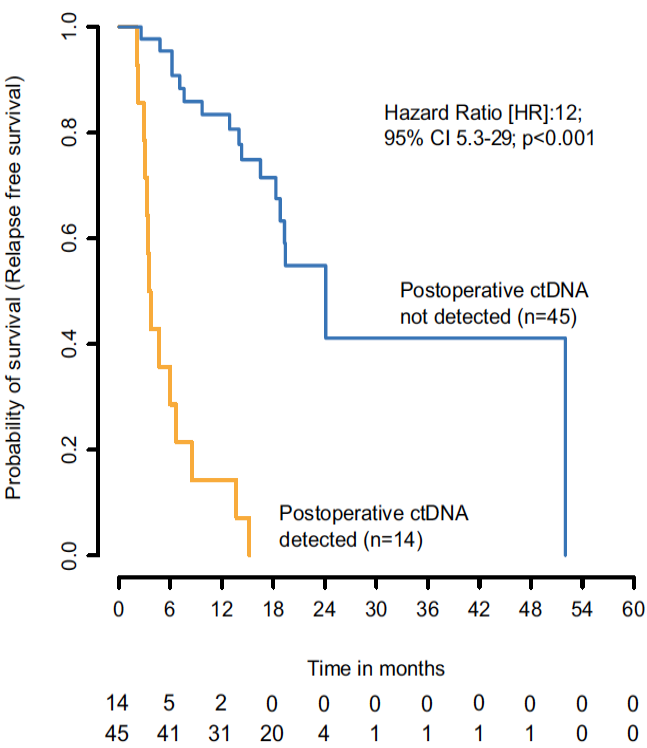 Probability of survival (Relapse free survival)
1.0
0.8
0.6
0.4
0.2
0.0
Hazard Ratio [HR]:12;
95% CI 5.3-29; p<0.001
Postoperative ctDNA
not detected (n=45)
Postoperative ctDNA
detected (n=14)
0 6 12 18 24 30 36 42 48 54 60
Time in months
14 5 2 0 0 0 0 0 0 0 0
45 41 31 20 4 1 1 1 1 0 0